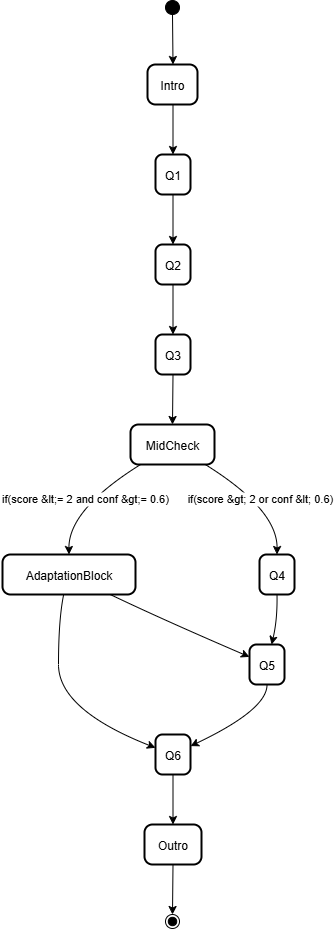 Intro
Q1
Q2
Q3
MidCheck
if(score &lt;= 2 and conf &gt;= 0.6)
if(score &gt; 2 or conf &lt; 0.6)
AdaptationBlock
Q4
Q5
Q6
Outro